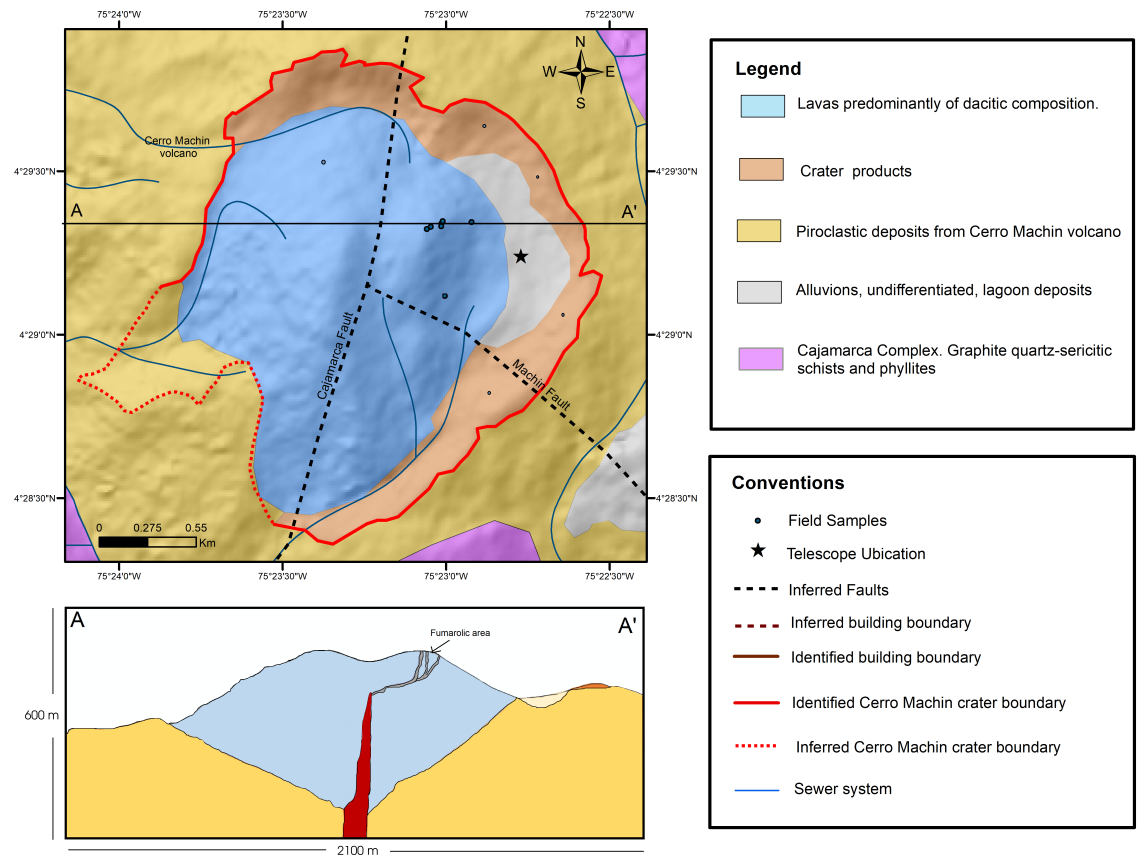 75°24'0"W 75°23'30"W 75°23'0"W 75°22'30"W
N
W E
S
Cerro Machin
volcano
4°29'30"N 4°29'30"N
A A'
4°29'0"N 4°29'0"N
Cajamarca Fault
Machin Fault
4°28'30"N 4°28'30"N
0 0.275 0.55
Km
75°24'0"W 75°23'30"W 75°23'0"W 75°22'30"W
A A'
Fumarolic area
600 m
2100 m
Legend
Lavas predominantly of dacitic composition.
Crater products
Piroclastic deposits from Cerro Machin volcano
Alluvions, undifferentiated, lagoon deposits
Cajamarca Complex. Graphite quartz-sericitic
schists and phyllites
Conventions
Field Samples
Telescope Ubication
Inferred Faults
Inferred building boundary
Identified building boundary
Identified Cerro Machin crater boundary
Inferred Cerro Machin crater boundary
Sewer system